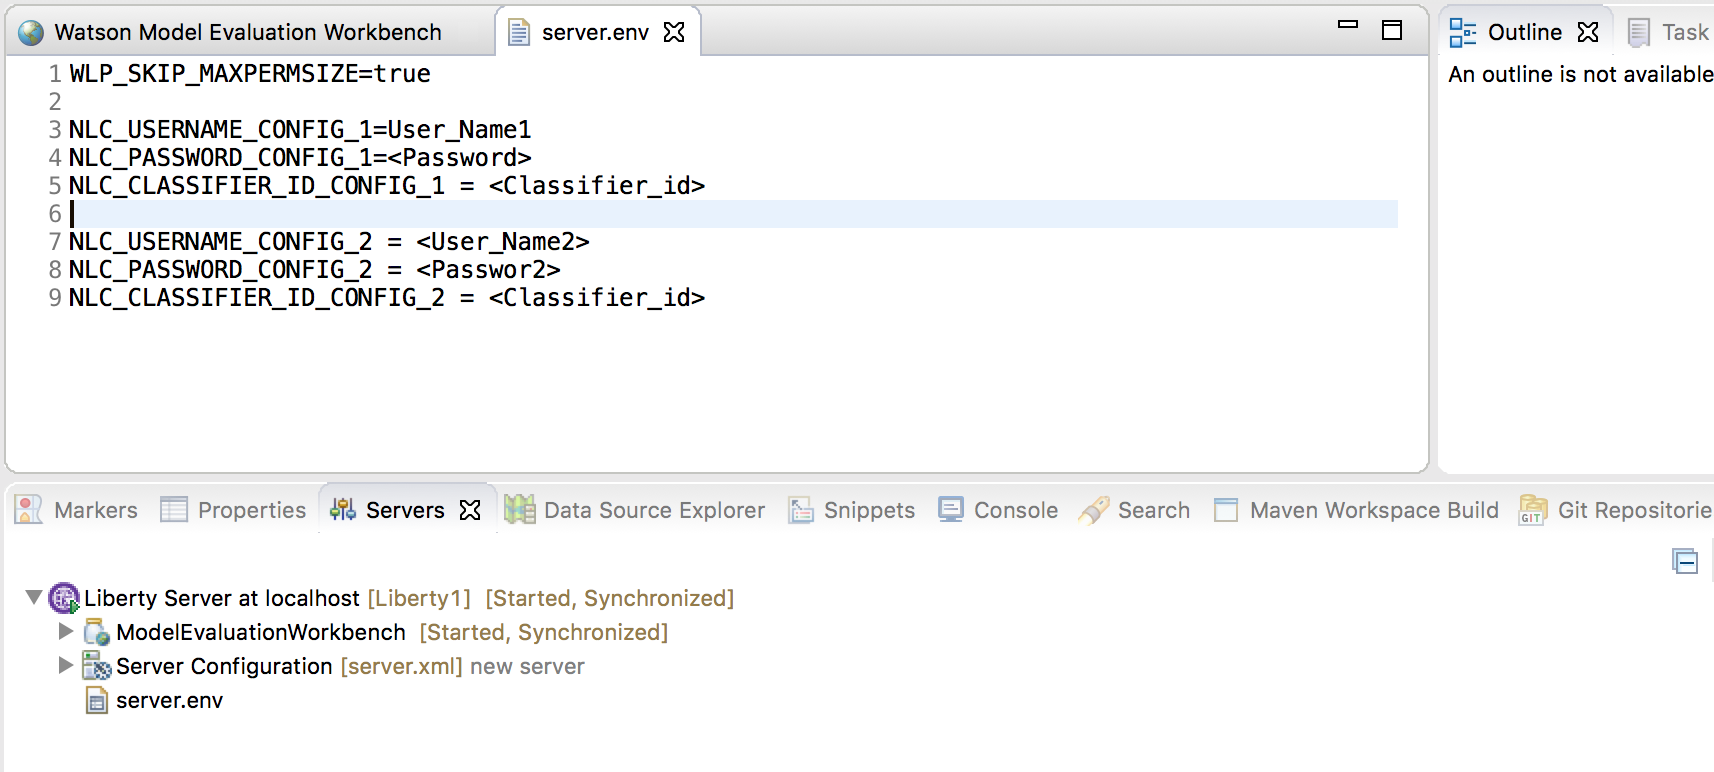 Watson Model Evaluation Workbench
server.env
Outline
Task
An outline is not available
1 WLP_SKIP_MAXPERMSIZE=true
2
3 NLC_USERNAME_CONFIG_1=User_Name1
4 NLC_PASSWORD_CONFIG_1=<Password>
5 NLC_CLASSIFIER_ID_CONFIG_1 = <Classifier_id>
6
7 NLC_USERNAME_CONFIG_2 = <User_Name2>
8 NLC_PASSWORD_CONFIG_2 = <Passwor2>
9 NLC_CLASSIFIER_ID_CONFIG_2 = <Classifier_id>
Markers Properties Servers Data Source Explorer Snippets Console Search Maven Workspace Build GIT Git Repositorie
Liberty Server at localhost [Liberty1] [Started, Synchronized]
ModelEvaluationWorkbench [Started, Synchronized]
Server Configuration [server.xml] new server
server.env